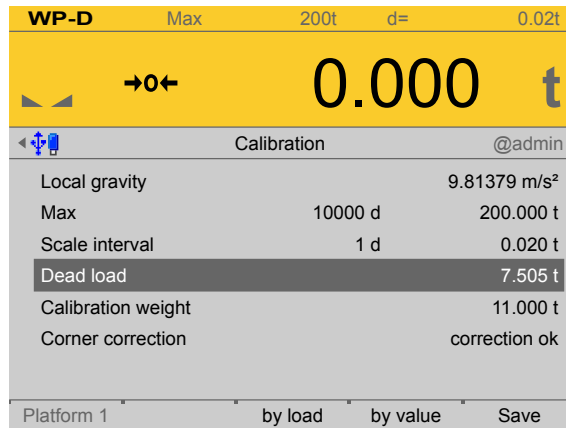 WP-D Max 200t d= 0.02t
→0← 0.000 t
Calibration @admin
Local gravity 9.81379 m/s²
Max 10000 d 200.000 t
Scale interval 1 d 0.020 t
Dead load 7.505 t
Calibration weight 11.000 t
Corner correction correction ok
Platform 1 by load by value Save